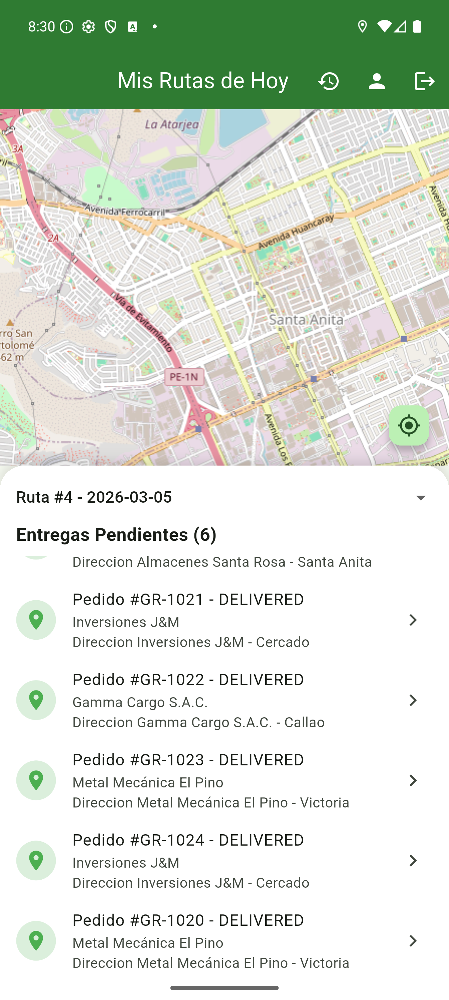 8:30
Mis Rutas de Hoy
La Atarjea
3A
Avenida Ferrocarril
Avenida Huancaray
2A
Vía de Evitamiento
Santa Anita
rro San
rtolomé
62 m
PE-1N
Avenida Los
Ruta #4 - 2026-03-05
Entregas Pendientes (6)
Direccion Almacenes Santa Rosa - Santa Anita
Pedido #GR-1021 - DELIVERED
Inversiones J&M
Direccion Inversiones J&M - Cercado
Pedido #GR-1022 - DELIVERED
Gamma Cargo S.A.C.
Direccion Gamma Cargo S.A.C. - Callao
Pedido #GR-1023 - DELIVERED
Metal Mecánica El Pino
Direccion Metal Mecánica El Pino - Victoria
Pedido #GR-1024 - DELIVERED
Inversiones J&M
Direccion Inversiones J&M - Cercado
Pedido #GR-1020 - DELIVERED
Metal Mecánica El Pino
Direccion Metal Mecánica El Pino - Victoria